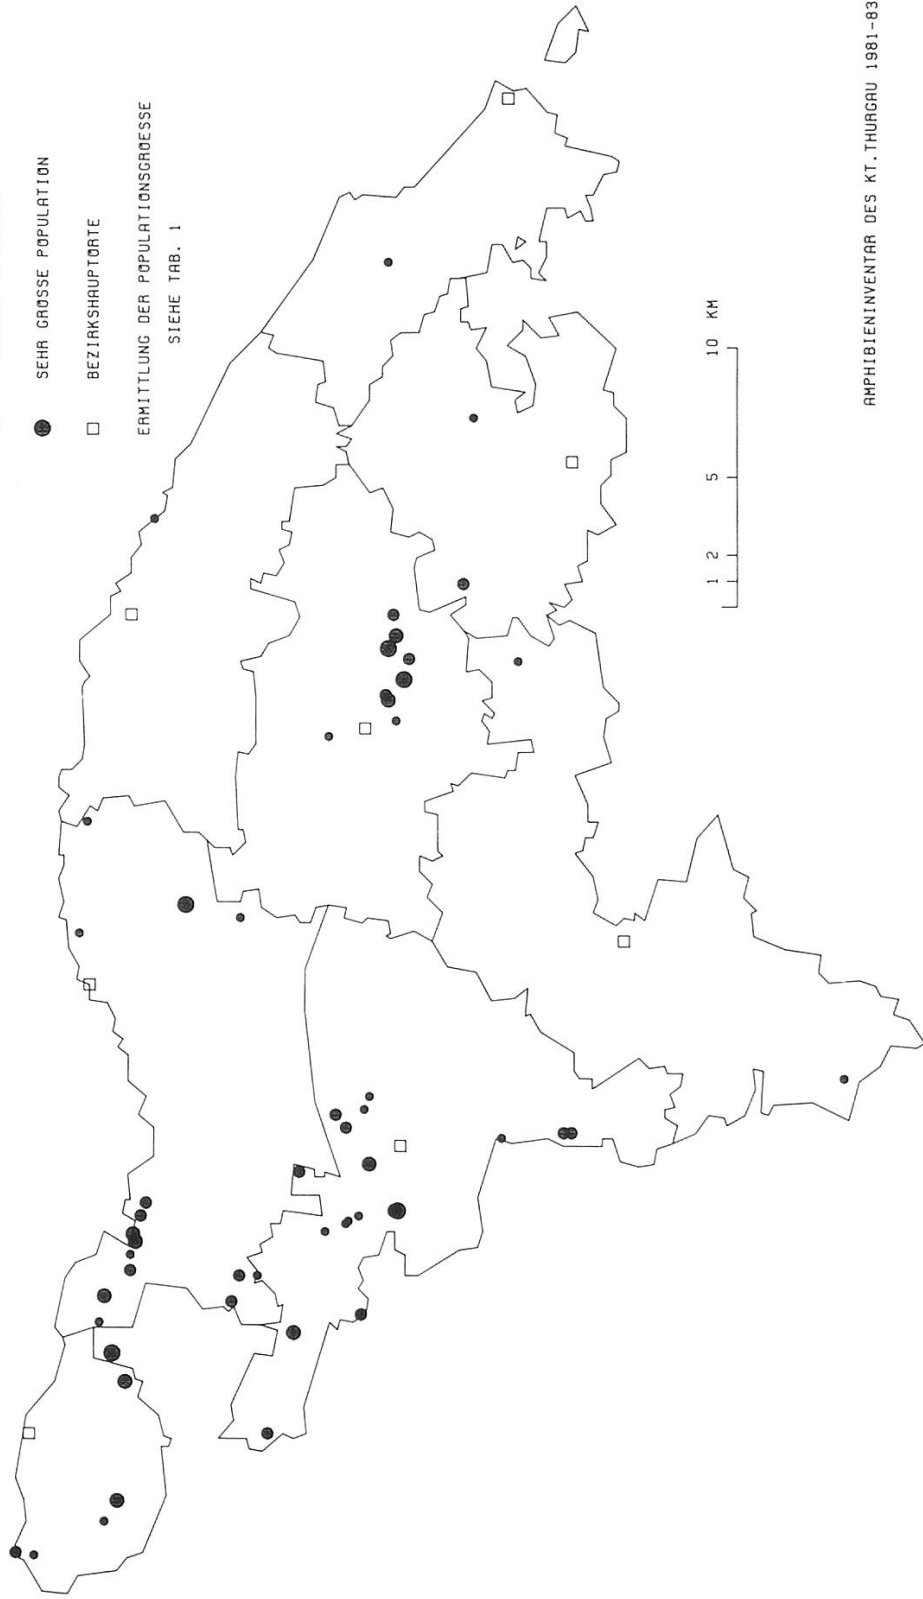 SEHR GROSSE POPULATION
BEZIRKSHAUPTORTE
ERMITTLUNG DER POPULATIONSGROESSE
SIEHE TAB. 1
1 2 5 10 KM
AMPHIBIENINVENTAR DES KT.THURGAU 1981-83